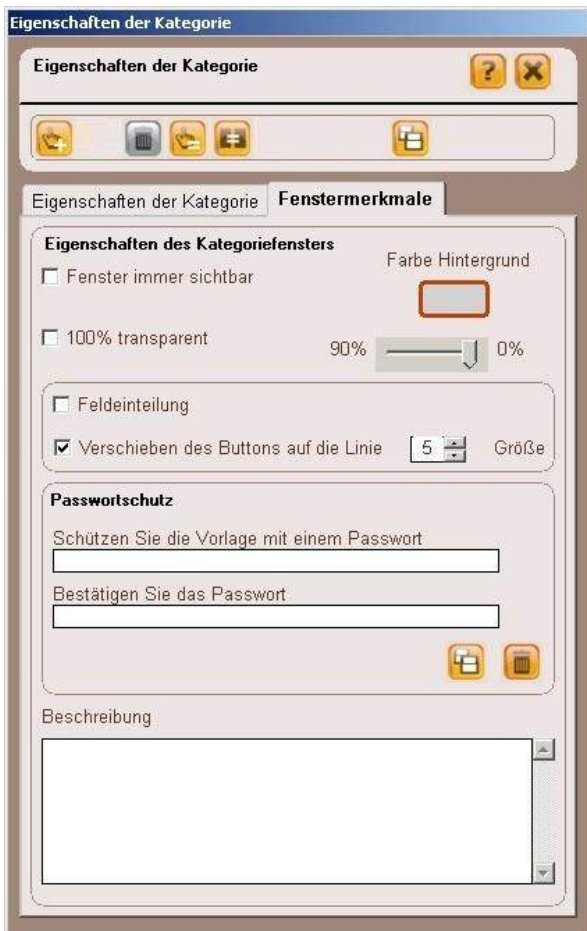 Eigenschaften der Kategorie
Eigenschaften der Kategorie
Eigenschaften der Kategorie
Fenstermerkmale
Eigenschaften des Kategoriefensters
Farbe Hintergrund
Fenster immer sichtbar
100% transparent
90%
0%
Feldeinteilung
Verschieben des Buttons auf die Linie
5
Größe
Passwortschutz
Schützen Sie die Vorlage mit einem Passwort
Bestätigen Sie das Passwort
Beschreibung